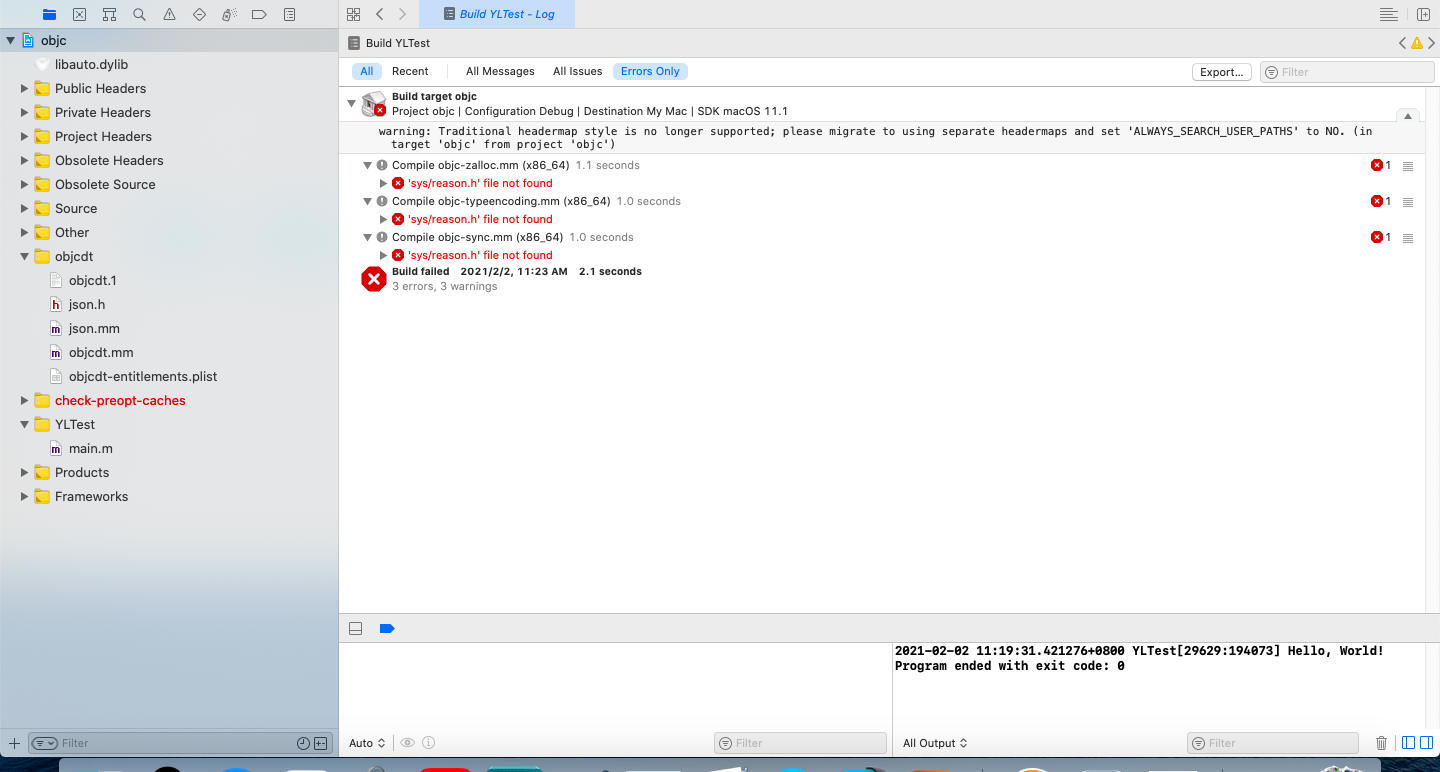 Build YLTest - Log
objc
libauto.dylib
Public Headers
Private Headers
Project Headers
Obsolete Headers
Obsolete Source
Source
Other
objcdt
objcdt.1
json.h
json.mm
objcdt.mm
objcdt-entitlements.plist
check-preopt-caches
YLTest
main.m
Products
Frameworks
Filter
Build YLTest
All Recent All Messages All Issues Errors Only Export... Filter
Build target objc
Project objc | Configuration Debug | Destination My Mac | SDK macOS 11.1
warning: Traditional headermap style is no longer supported; please migrate to using separate headermaps and set 'ALWAYS_SEARCH_USER_PATHS' to NO. (in
target 'objc' from project 'objc')
Compile objc-zalloc.mm (x86_64) 1.1 seconds 1
'sys/reason.h' file not found
Compile objc-typeencoding.mm (x86_64) 1.0 seconds 1
'sys/reason.h' file not found
Compile objc-sync.mm (x86_64) 1.0 seconds 1
'sys/reason.h' file not found
Build failed 2021/2/2, 11:23 AM 2.1 seconds
3 errors, 3 warnings
2021-02-02 11:19:31.421276+0800 YLTest[29629:194073] Hello, World!
Program ended with exit code: 0
Auto Filter All Output Filter